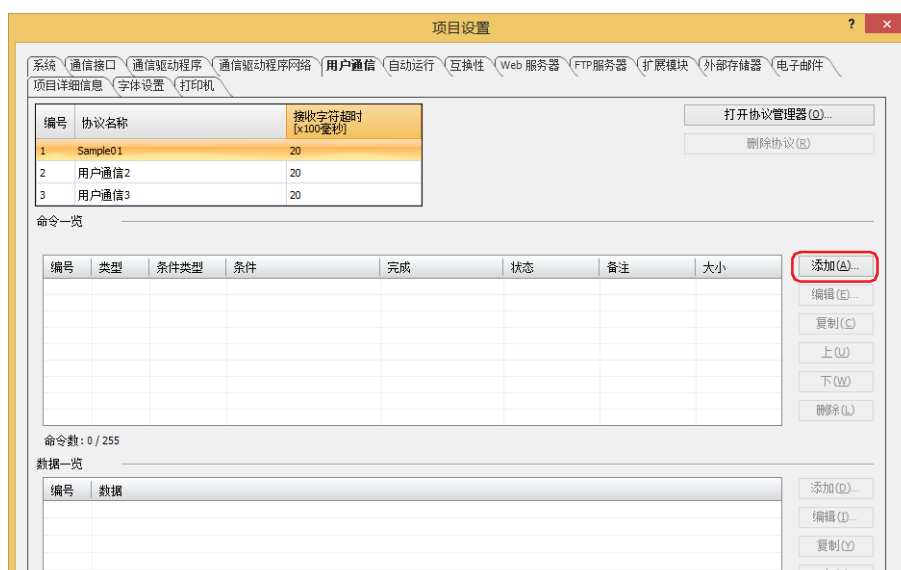 项目设置 ? ×
系统 通信接口 通信驱动程序 通信驱动程序网络 用户通信 自动运行 互换性 Web 服务器 FTP服务器 扩展模块 外部存储器 电子邮件
项目详细信息 字体设置 打印机
编号 协议名称 接收字符超时
[x100毫秒]
打开协议管理器(O)...
1 Sample01 20
删除协议(R)
2 用户通信2 20
3 用户通信3 20
命令一览
编号 类型 条件类型 条件 完成 状态 备注 大小
添加(A)...
编辑(E)...
复制(C)
上(U)
下(W)
删除(L)
命令数: 0 / 255
数据一览
编号 数据
添加(D)...
编辑(I)...
复制(Y)